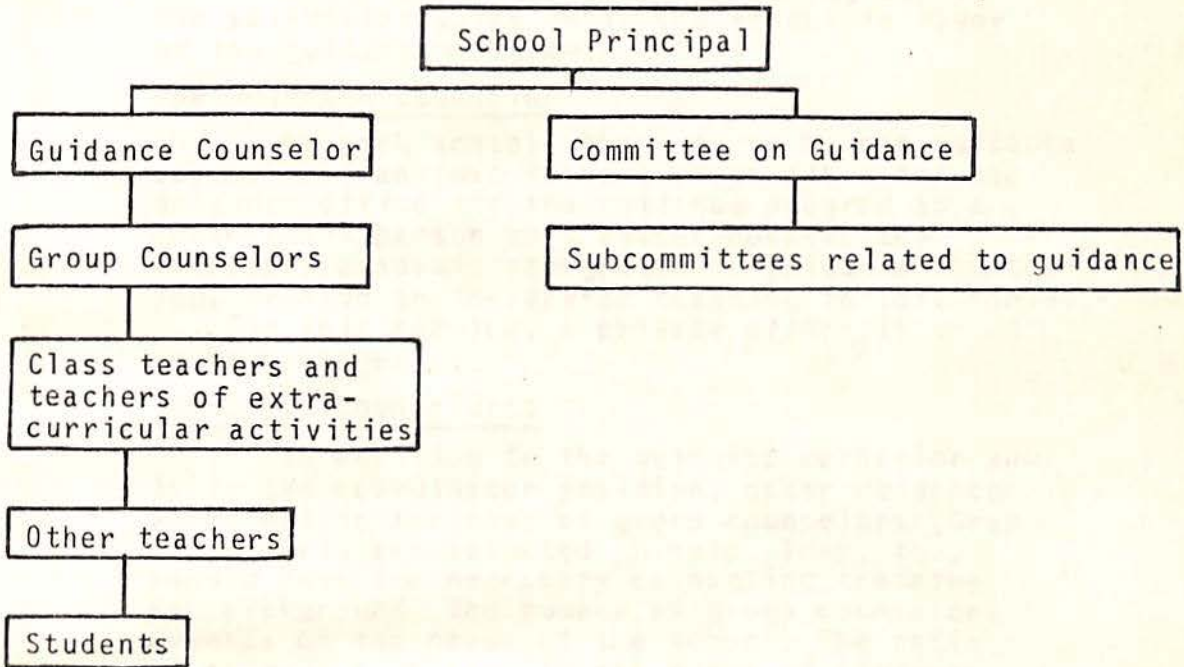 School Principal
Guidance Counselor
Committee on Guidance
Group Counselors
Subcommittees related to guidance
Class teachers and
teachers of extra-
curricular activities
Other teachers
Students